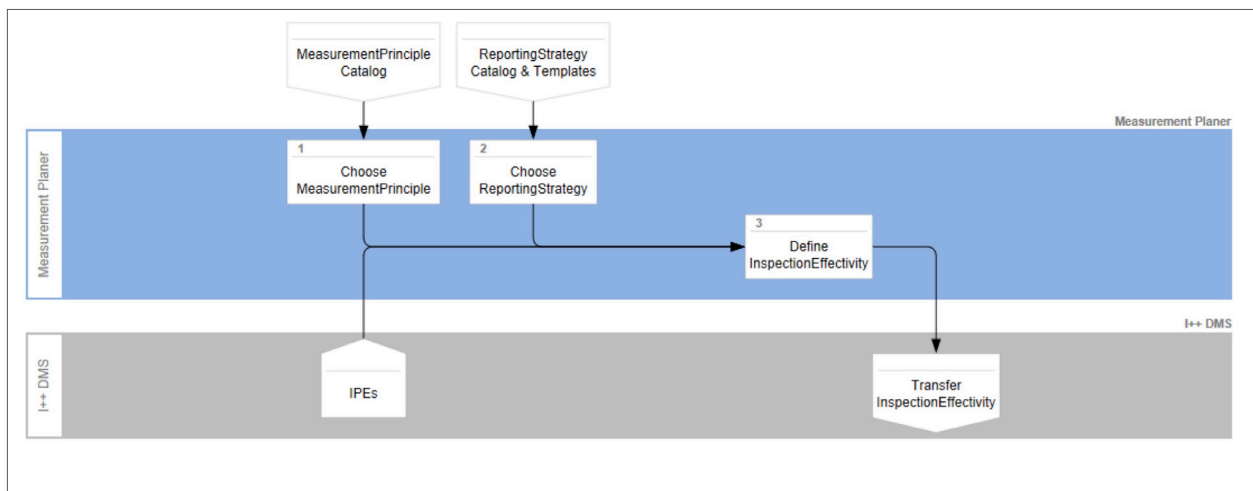 MeasurementPrinciple
Catalog
ReportingStrategy
Catalog & Templates
Measurement Planer
Measurement Planer
1
Choose
MeasurementPrinciple
2
Choose
ReportingStrategy
3
Define
InspectionEffectivity
I++ DMS
I++ DMS
IPEs
Transfer
InspectionEffectivity